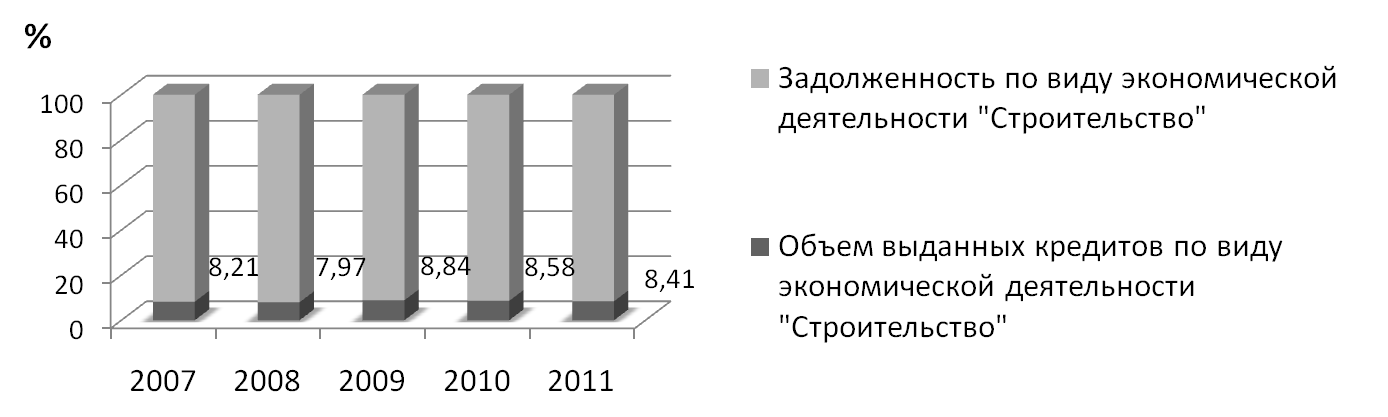 %
100
80
60
40
20
0
8,21
7,97
8,84
8,58
8,41
2007 2008 2009 2010 2011
Задолженность по виду экономической
деятельности "Строительство"
Объем выданных кредитов по виду
экономической деятельности
"Строительство"